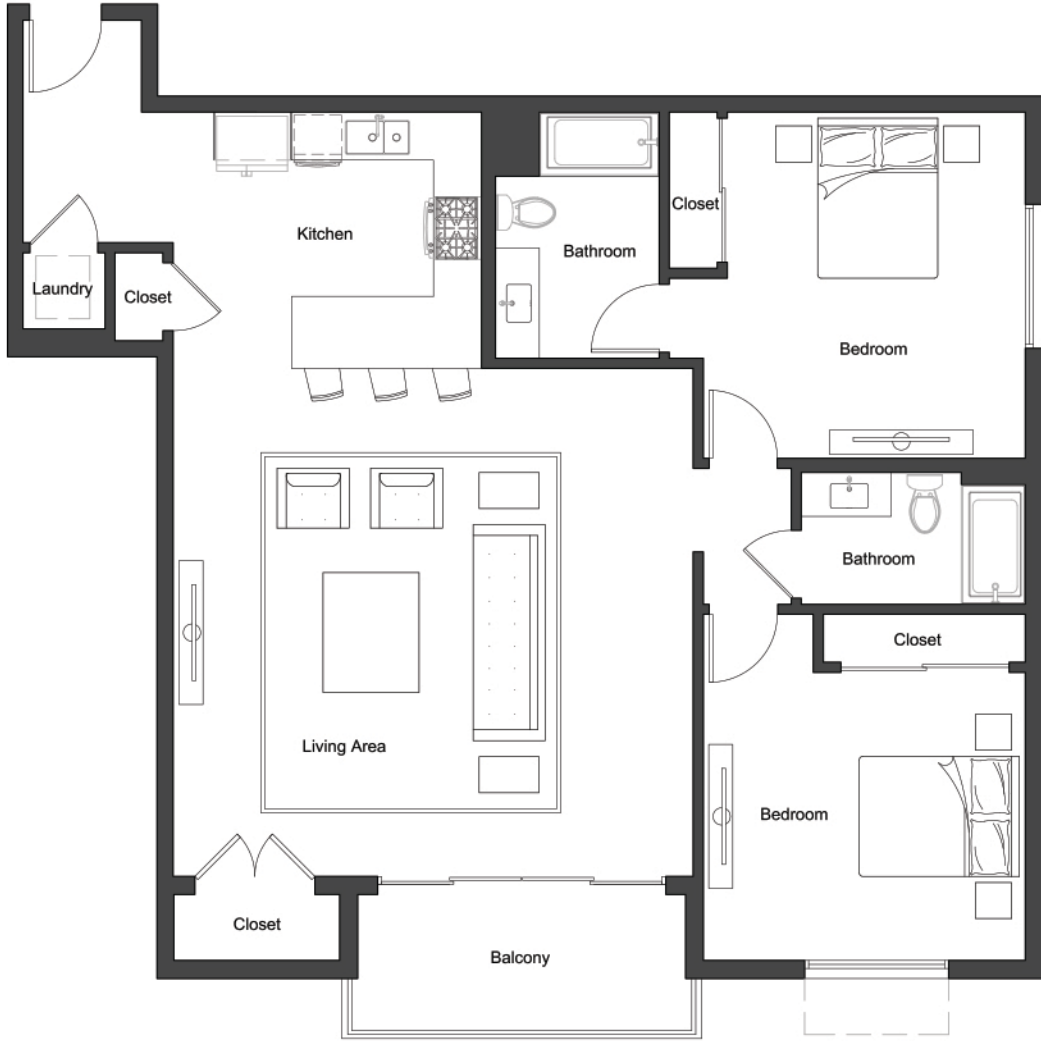 Closet
Kitchen
Bathroom
Laundry
Closet
Bedroom
Bathroom
Closet
Living Area
Bedroom
Closet
Balcony